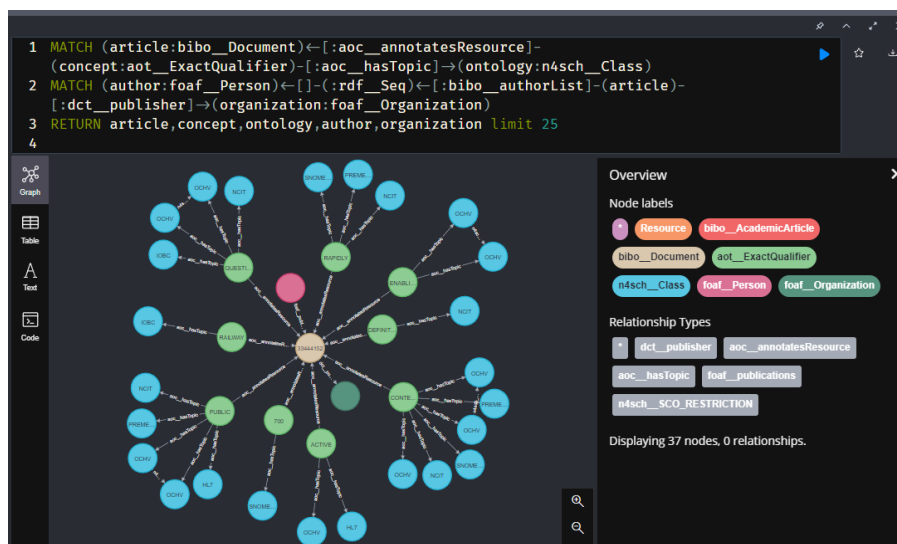 1 MATCH (article:bibo__Document)<-[:aoc__annotatesResource]-
(concept:aot__ExactQualifier)-[:aoc__hasTopic]->(ontology:n4sch__Class)
2 MATCH (author:foaf__Person)<-[]-(:rdf__Seq)<-[:bibo__authorList]-(article)-
[:dct__publisher]->(organization:foaf__Organization)
3 RETURN article,concept,ontology,author,organization limit 25
4
Graph
Table
Text
Code
OCHV
NCIT
OCHV
IOBC
QUESTI...
SNOME...
PREME...
NCIT
RAPIDLY
OCHV
OCHV
ENABLI...
IOBC
RAILWAY
DEFINIT...
NCIT
NCIT
PREME...
OCHV
OCHV
HL7
PUBLIC
700
SNOME...
ACTIVE
OCHV
HL7
CONTE...
OCHV
PREME...
OCHV
SNOME...
NCIT
OCHV
aoc__hasTopic
aoc__annotatesResource
Overview
Node labels
* Resource bibo__AcademicArticle
bibo__Document aot__ExactQualifier
n4sch__Class foaf__Person foaf__Organization
Relationship Types
* dct__publisher aoc__annotatesResource
aoc__hasTopic foaf__publications
n4sch__SCO_RESTRICTION
Displaying 37 nodes, 0 relationships.